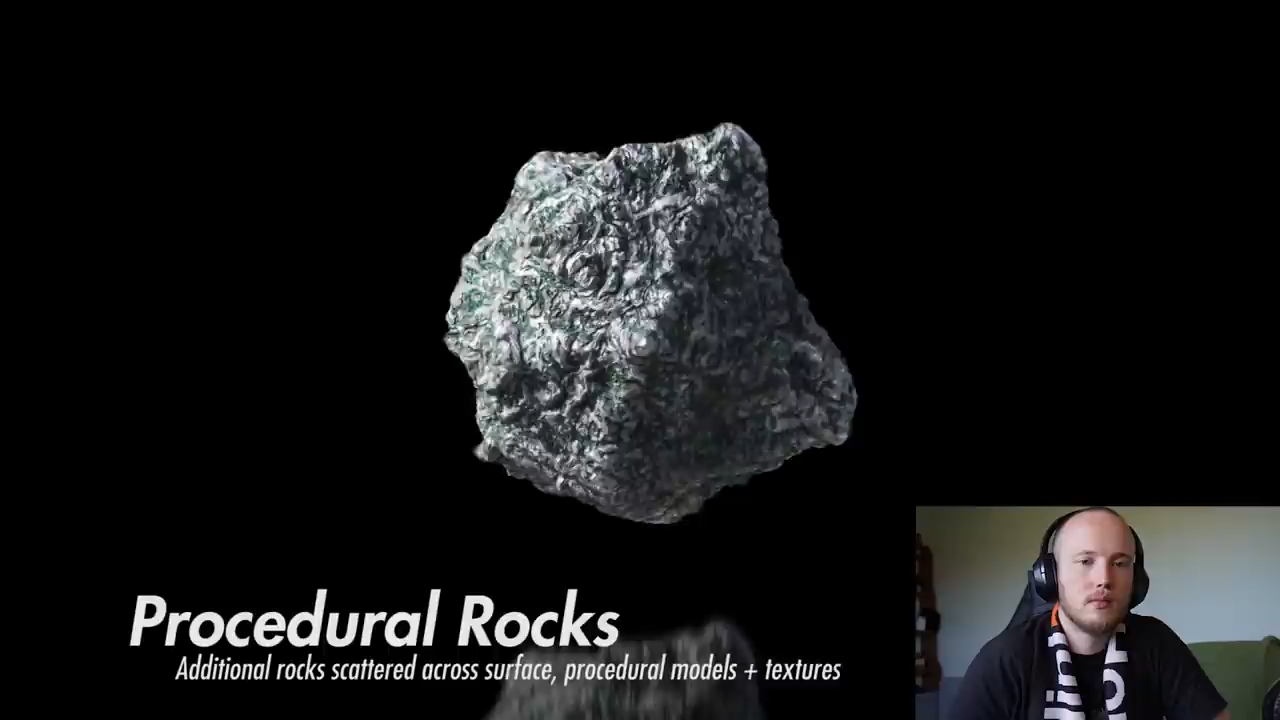 Procedural Rocks
Additional rocks scattered across surface, procedural models + textures